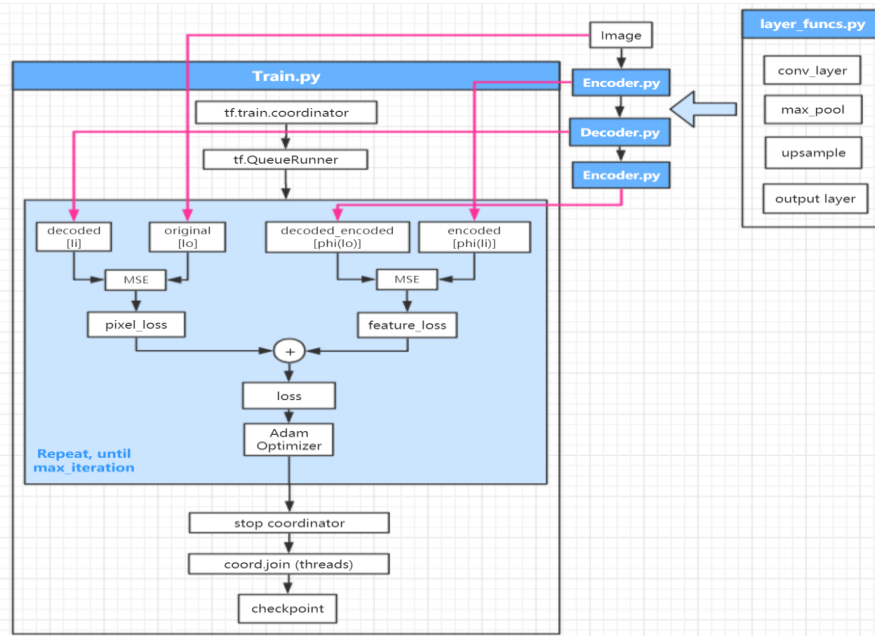 Image
layer_funcs.py
Train.py
Encoder.py
conv_layer
tf.train.coordinator
max_pool
Decoder.py
tf.QueueRunner
upsample
Encoder.py
output layer
decoded
[li]
original
[lo]
decoded_encoded
[phi(lo)]
encoded
[phi(li)]
MSE
MSE
pixel_loss
feature_loss
+
loss
Adam
Optimizer
Repeat, until
max_iteration
stop coordinator
coord.join (threads)
checkpoint